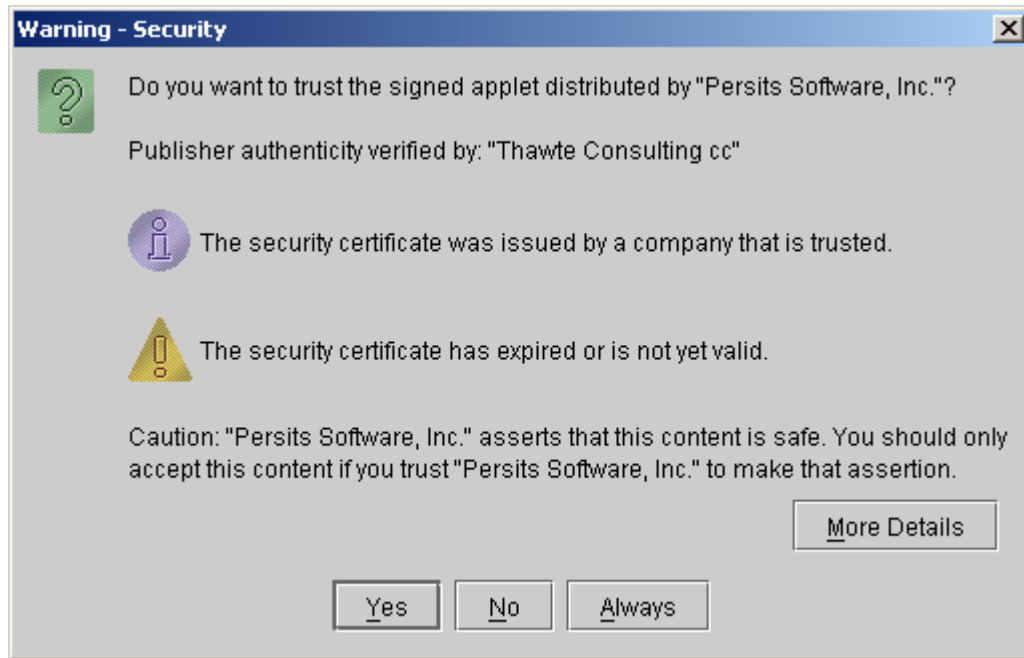 Warning - Security
Do you want to trust the signed applet distributed by "Persits Software, Inc."?
Publisher authenticity verified by: "Thawte Consulting cc"
The security certificate was issued by a company that is trusted.
The security certificate has expired or is not yet valid.
Caution: "Persits Software, Inc." asserts that this content is safe. You should only
accept this content if you trust "Persits Software, Inc." to make that assertion.
More Details
Yes No Always